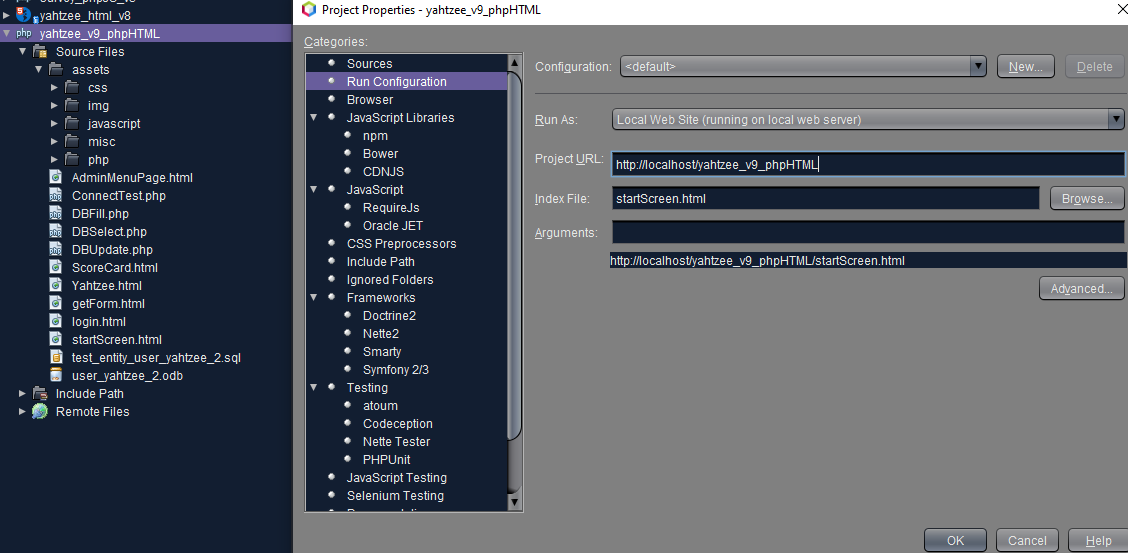 yahtzee_html_v8
php yahtzee_v9_phpHTML
Source Files
assets
css
img
javascript
misc
php
AdminMenuPage.html
ConnectTest.php
DBFill.php
DBSelect.php
DBUpdate.php
ScoreCard.html
Yahtzee.html
getForm.html
login.html
startScreen.html
test_entity_user_yahtzee_2.sql
user_yahtzee_2.odb
Include Path
Remote Files
Project Properties - yahtzee_v9_phpHTML
Categories:
Sources
Run Configuration
Browser
JavaScript Libraries
npm
Bower
CDNJS
JavaScript
RequireJs
Oracle JET
CSS Preprocessors
Include Path
Ignored Folders
Frameworks
Doctrine2
Nette2
Smarty
Symfony 2/3
Testing
atoum
Codeception
Nette Tester
PHPUnit
JavaScript Testing
Selenium Testing
Configuration: <default> New... Delete
Run As: Local Web Site (running on local web server)
Project URL: http://localhost/yahtzee_v9_phpHTML
Index File: startScreen.html Browse...
Arguments:
http://localhost/yahtzee_v9_phpHTML/startScreen.html
Advanced...
OK Cancel Help